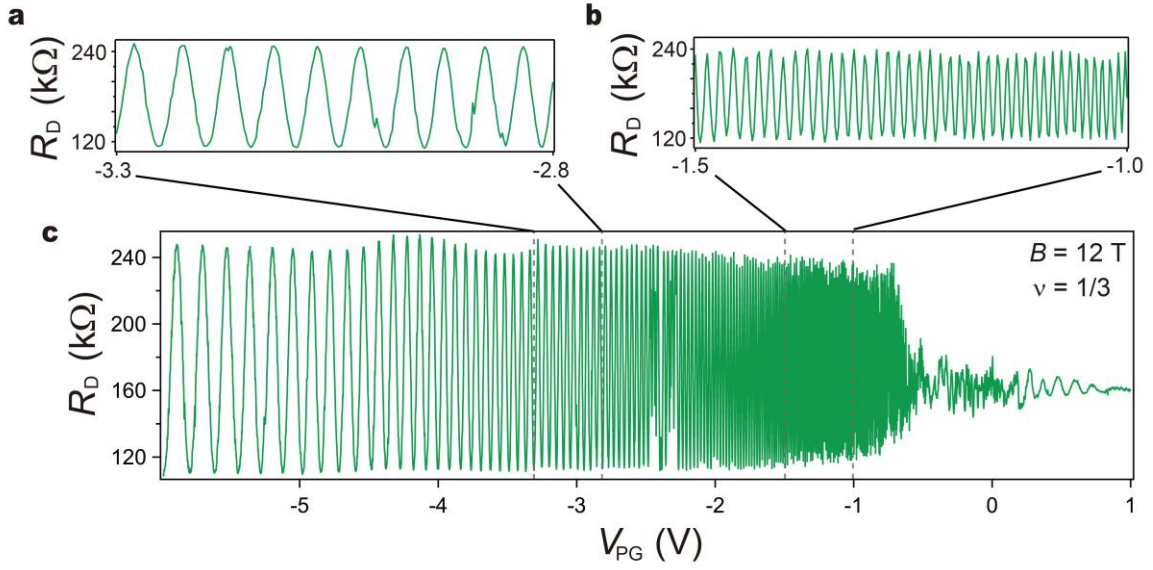 a
b
R_D (kΩ)
240
120
-3.3
-2.8
R_D (kΩ)
240
120
-1.5
-1.0
c
R_D (kΩ)
240
200
160
120
B = 12 T
ν = 1/3
-5
-4
-3
-2
-1
0
1
V_PG (V)